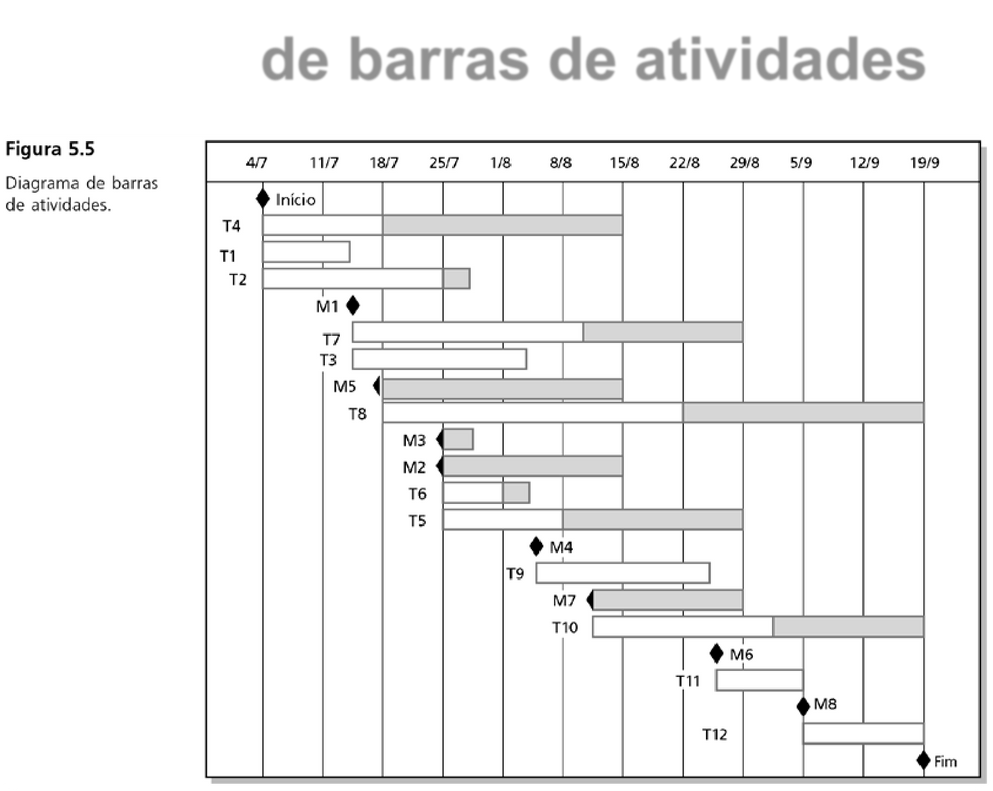 de barras de atividades
Figura 5.5
Diagrama de barras
de atividades.
4/7 11/7 18/7 25/7 1/8 8/8 15/8 22/8 29/8 5/9 12/9 19/9
Início
T4
T1
T2
M1
T7
T3
M5
T8
M3
M2
T6
T5
M4
T9
M7
T10
M6
T11
M8
T12
Fim